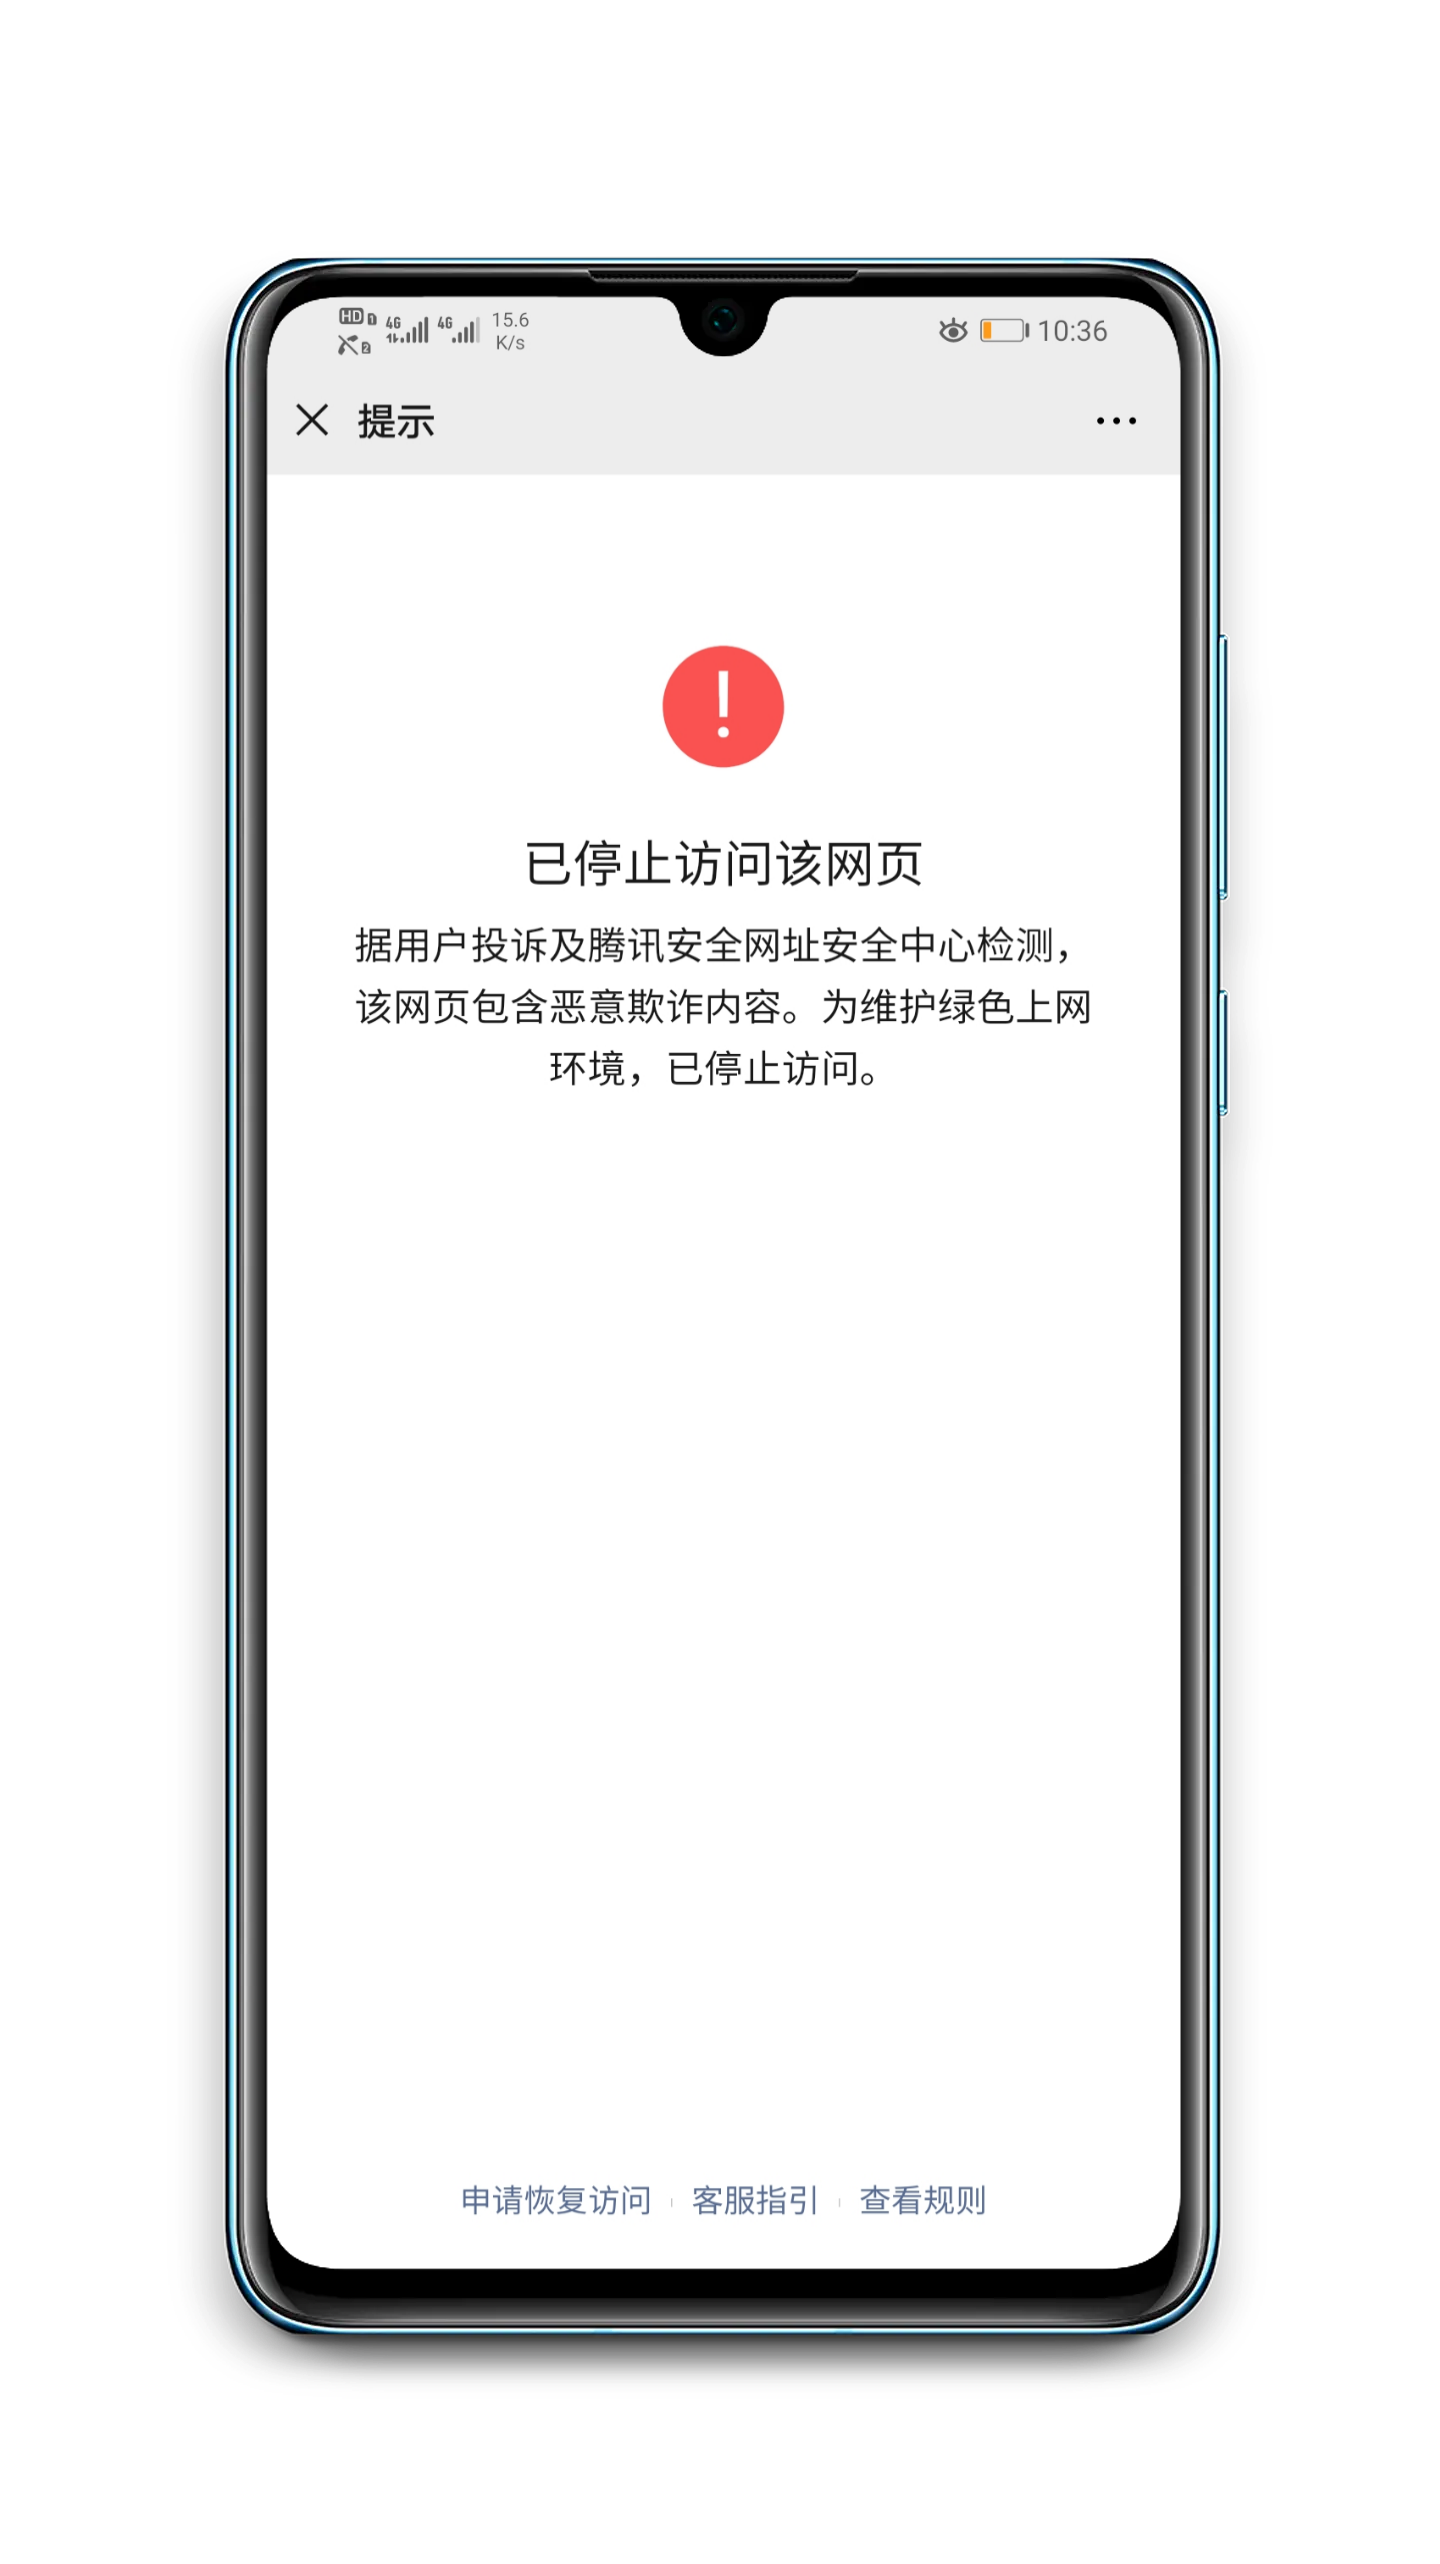 HD 1 4G 4G 15.6
2 K/s
10:36
提示
已停止访问该网页
据用户投诉及腾讯安全网址安全中心检测，
该网页包含恶意欺诈内容。为维护绿色上网
环境，已停止访问。
申请恢复访问 客服指引 查看规则